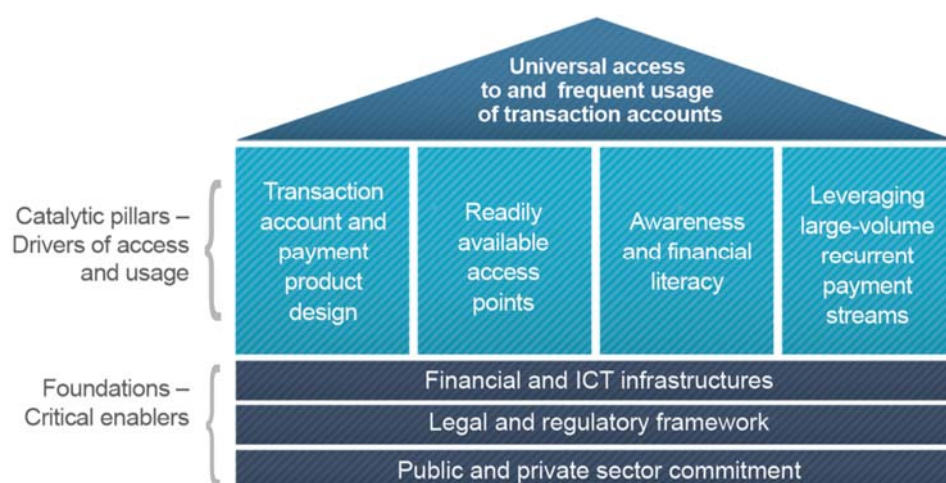 Universal access
to and frequent usage
of transaction accounts
Catalytic pillars –
Drivers of access
and usage
Transaction
account and
payment
product
design
Readily
available
access
points
Awareness
and financial
literacy
Leveraging
large-volume
recurrent
payment
streams
Foundations –
Critical enablers
Financial and ICT infrastructures
Legal and regulatory framework
Public and private sector commitment